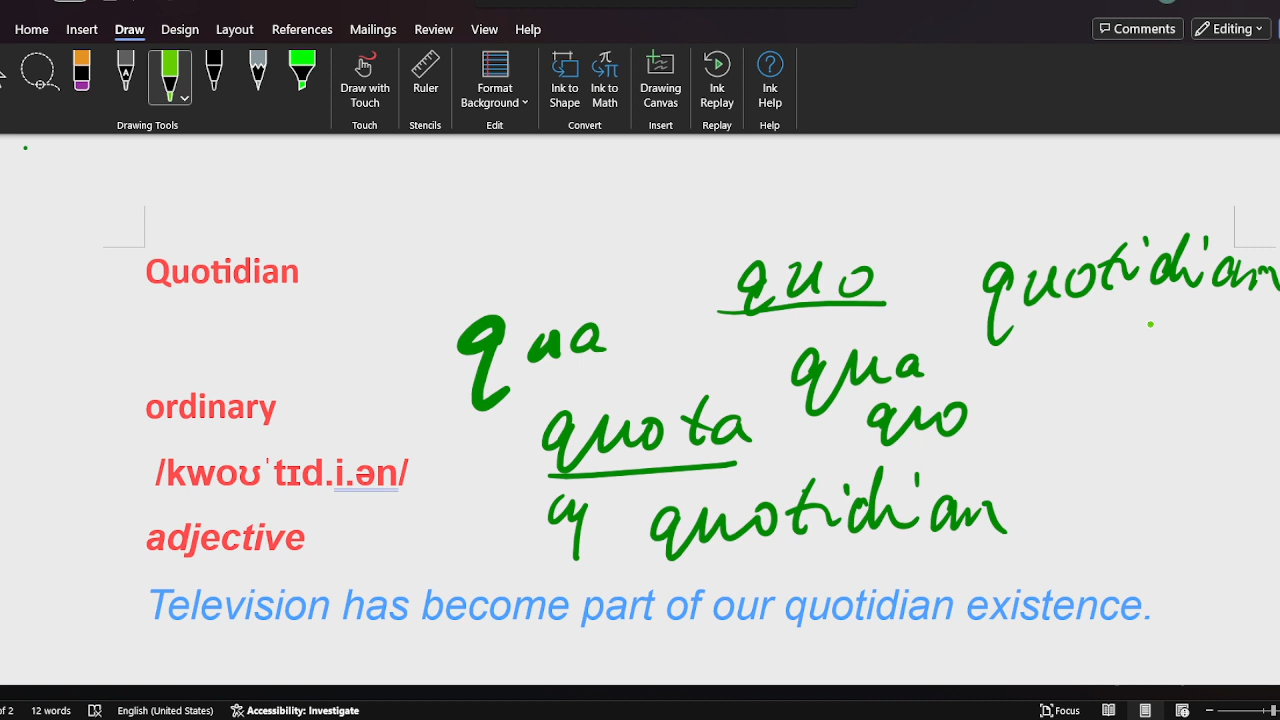 Home Insert Draw Design Layout References Mailings Review View Help Comments Editing
Draw with Touch Ruler Format Background Ink to Shape Ink to Math Drawing Canvas Ink Replay Ink Help
Drawing Tools Touch Stencils Edit Convert Insert Replay Help
Quotidian quo quotidian
qua
qua
ordinary quota quo
/kwoʊˈtɪd.i.ən/
adjective quotidian
Television has become part of our quotidian existence.
of 2 12 words English (United States) Accessibility: Investigate Focus